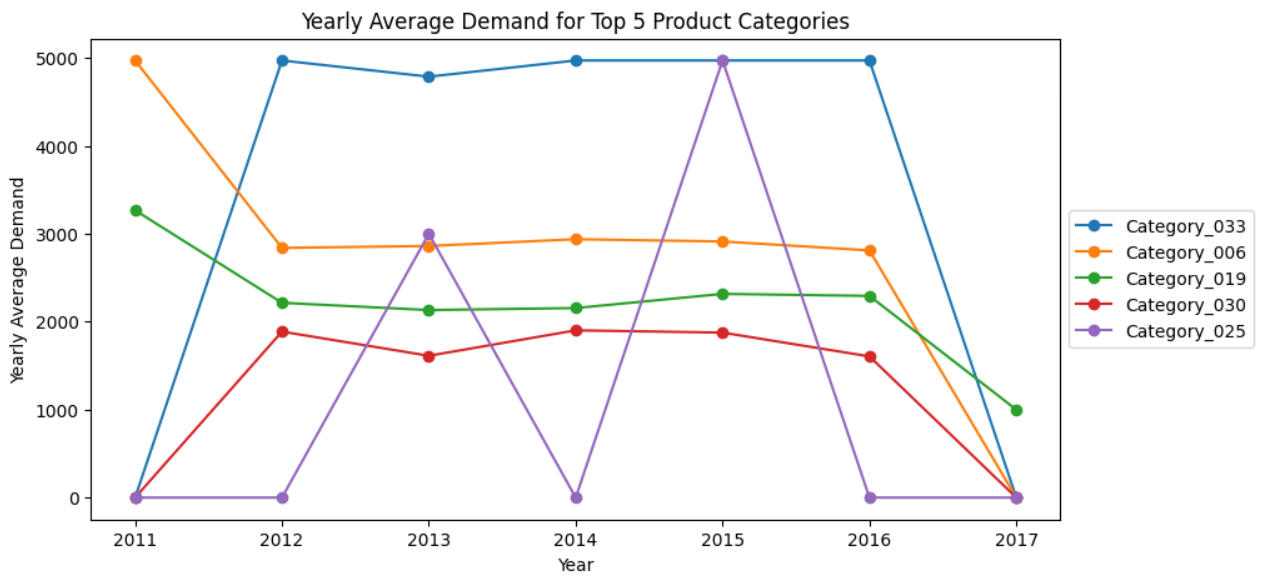 Yearly Average Demand for Top 5 Product Categories
Yearly Average Demand
5000
4000
3000
2000
1000
0
2011 2012 2013 2014 2015 2016 2017
Year
Category_033
Category_006
Category_019
Category_030
Category_025